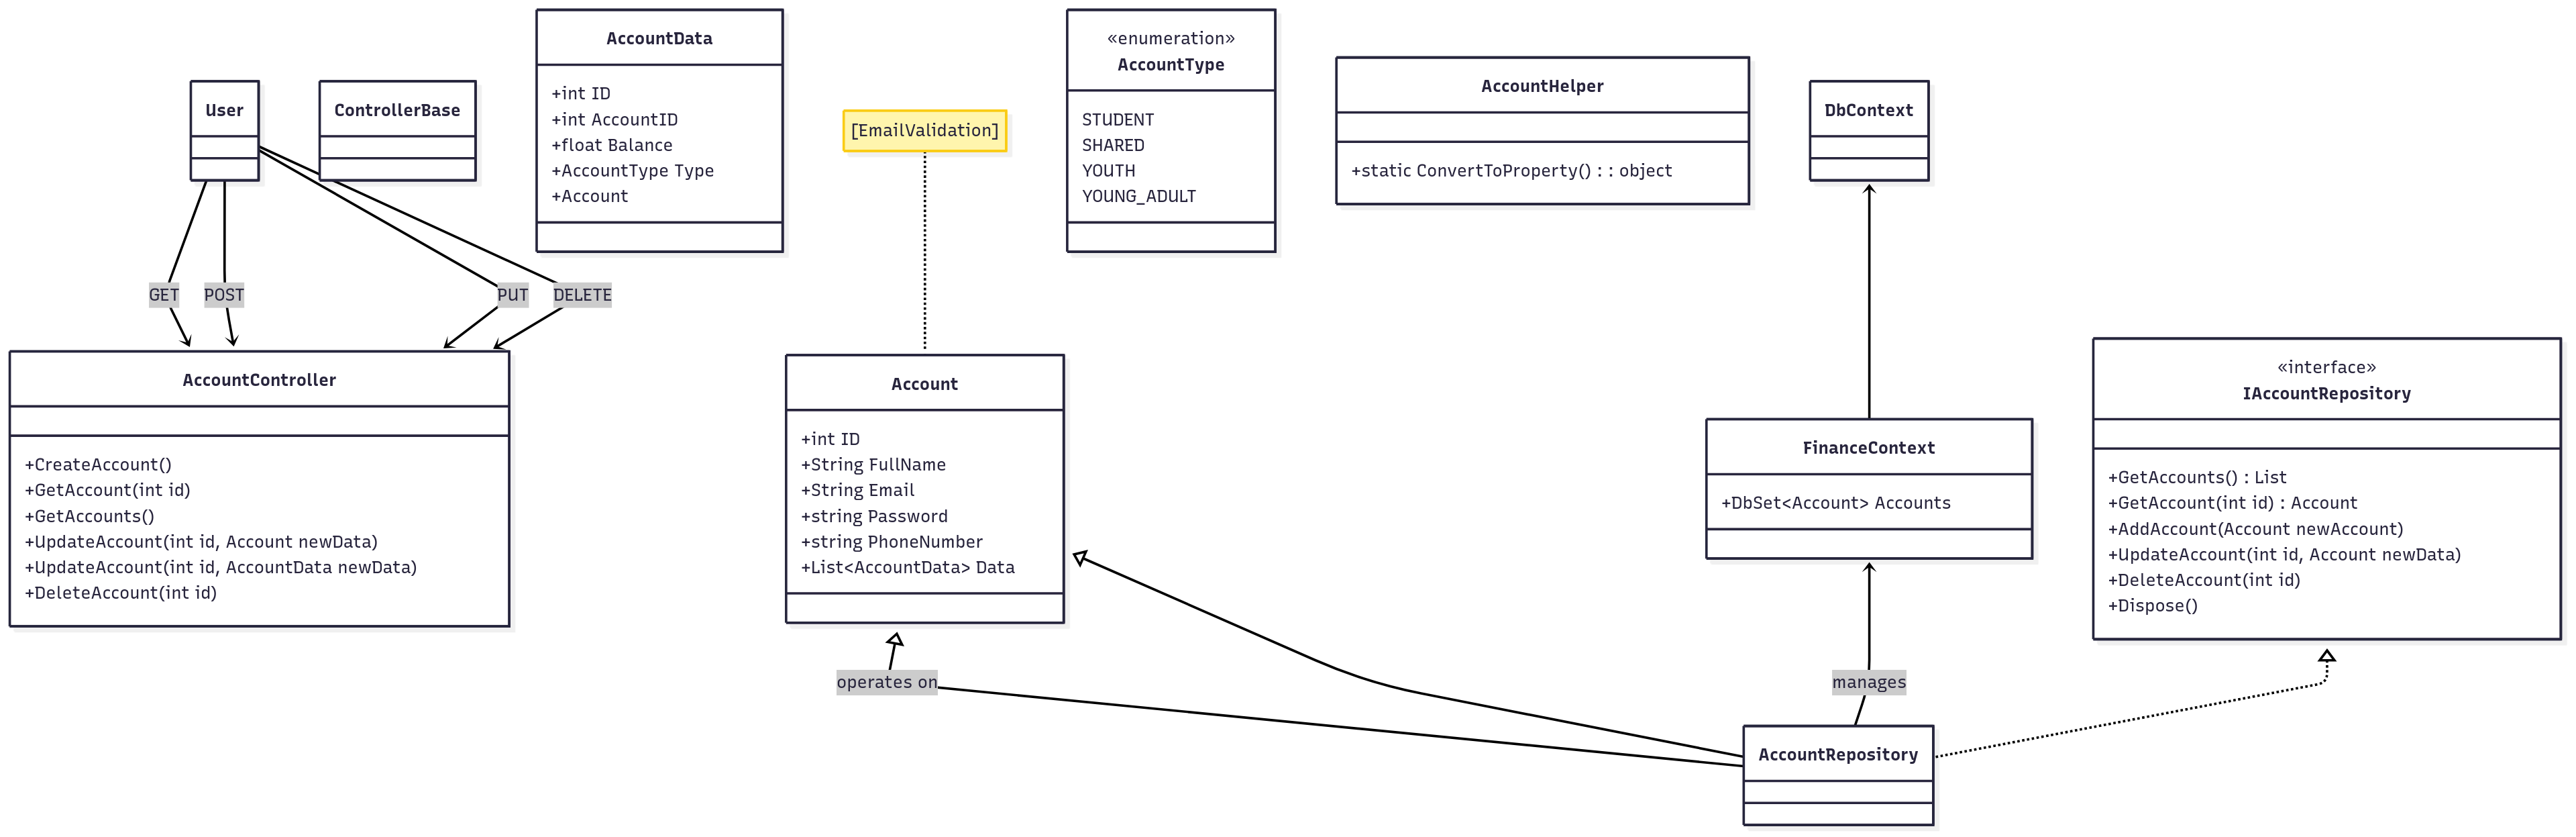 User
ControllerBase
AccountData
+int ID
+int AccountID
+float Balance
+AccountType Type
+Account
[EmailValidation]
«enumeration»
AccountType
STUDENT
SHARED
YOUTH
YOUNG_ADULT
AccountHelper
+static ConvertToProperty() : : object
DbContext
GET
POST
PUT
DELETE
AccountController
+CreateAccount()
+GetAccount(int id)
+GetAccounts()
+UpdateAccount(int id, Account newData)
+UpdateAccount(int id, AccountData newData)
+DeleteAccount(int id)
Account
+int ID
+String FullName
+String Email
+string Password
+string PhoneNumber
+List<AccountData> Data
FinanceContext
+DbSet<Account> Accounts
«interface»
IAccountRepository
+GetAccounts() : List
+GetAccount(int id) : Account
+AddAccount(Account newAccount)
+UpdateAccount(int id, Account newData)
+DeleteAccount(int id)
+Dispose()
operates on
manages
AccountRepository